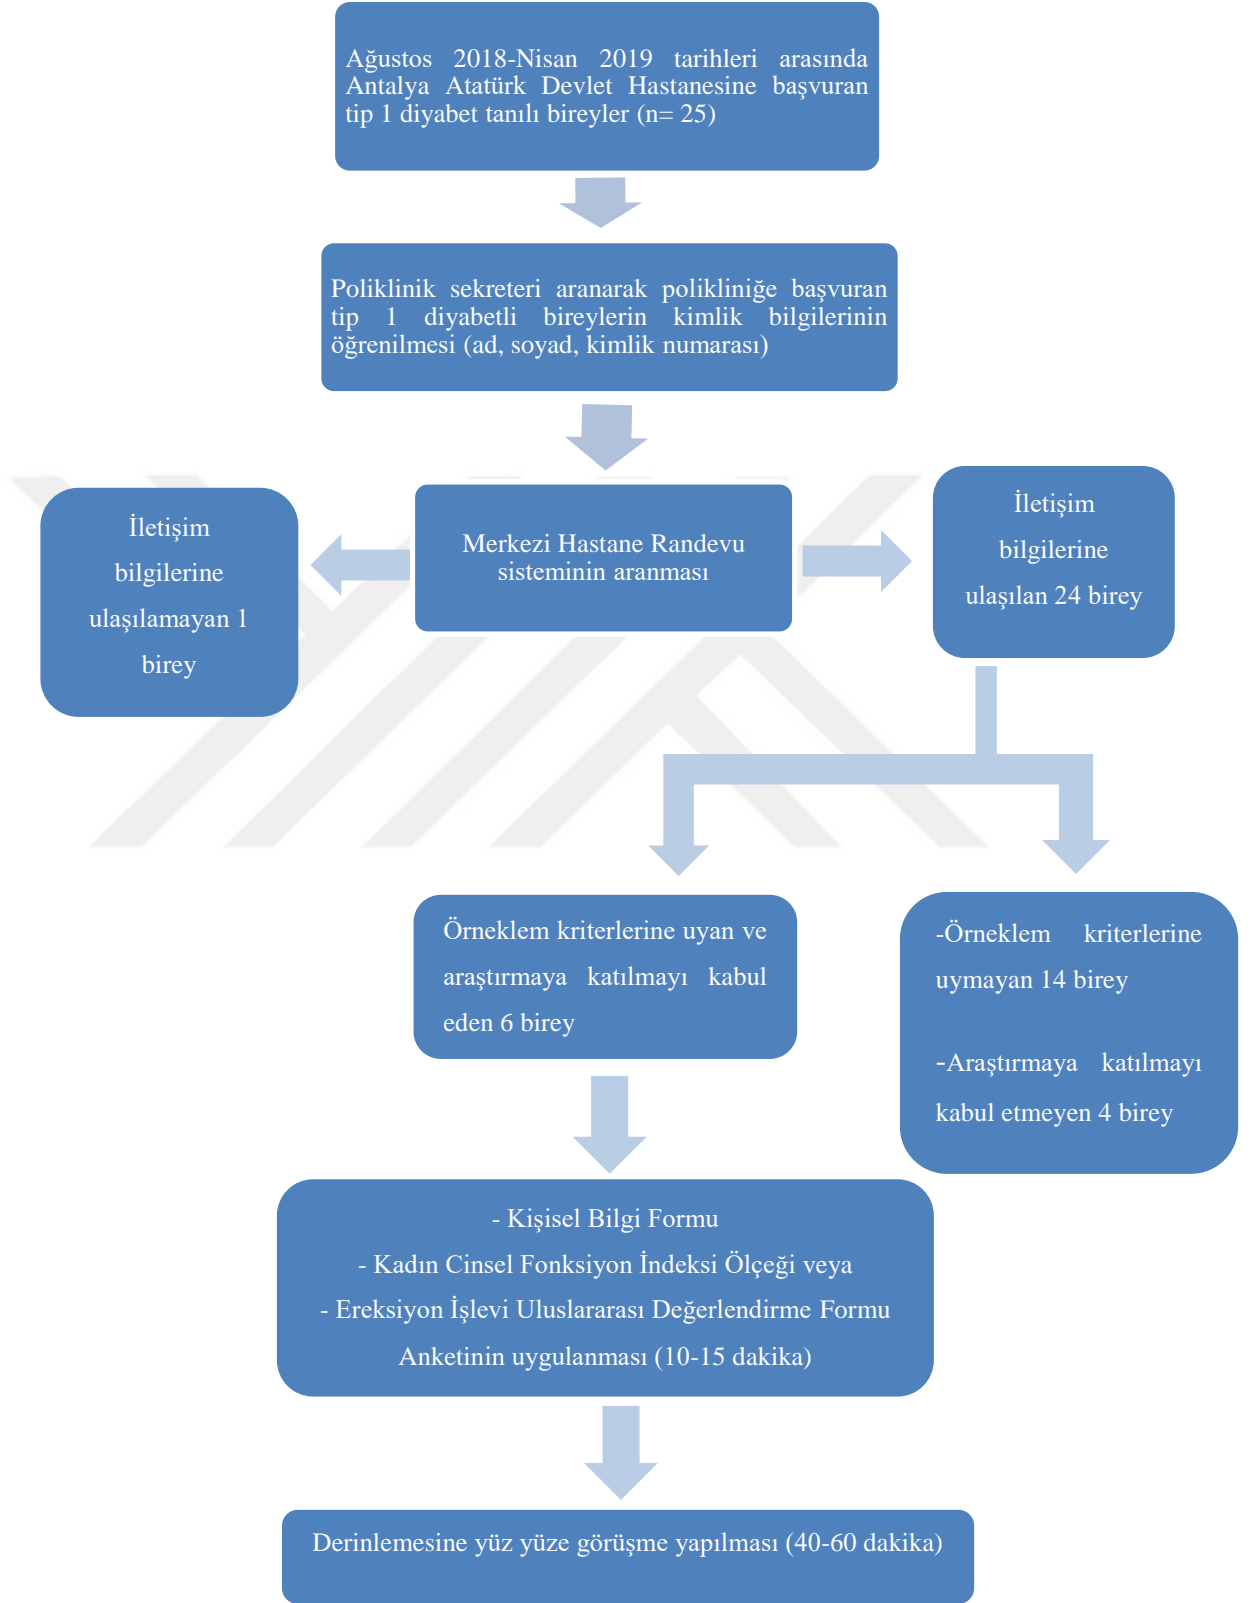 Ağustos 2018-Nisan 2019 tarihleri arasında
Antalya Atatürk Devlet Hastanesine başvuran
tip 1 diyabet tanılı bireyler (n= 25)
Poliklinik sekreteri aranarak polikliniğe başvuran
tip 1 diyabetli bireylerin kimlik bilgilerinin
öğrenilmesi (ad, soyad, kimlik numarası)
İletişim
bilgilerine
ulaşılamayan 1
birey
Merkezi Hastane Randevu
sisteminin aranması
İletişim
bilgilerine
ulaşılan 24 birey
Örneklem kriterlerine uyan ve
araştırmaya katılmayı kabul
eden 6 birey
-Örneklem kriterlerine
uymayan 14 birey
-Araştırmaya katılmayı
kabul etmeyen 4 birey
- Kişisel Bilgi Formu
- Kadın Cinsel Fonksiyon İndeksi Ölçeği veya
- Ereksiyon İşlevi Uluslararası Değerlendirme Formu
Anketinin uygulanması (10-15 dakika)
Derinlemesine yüz yüze görüşme yapılması (40-60 dakika)